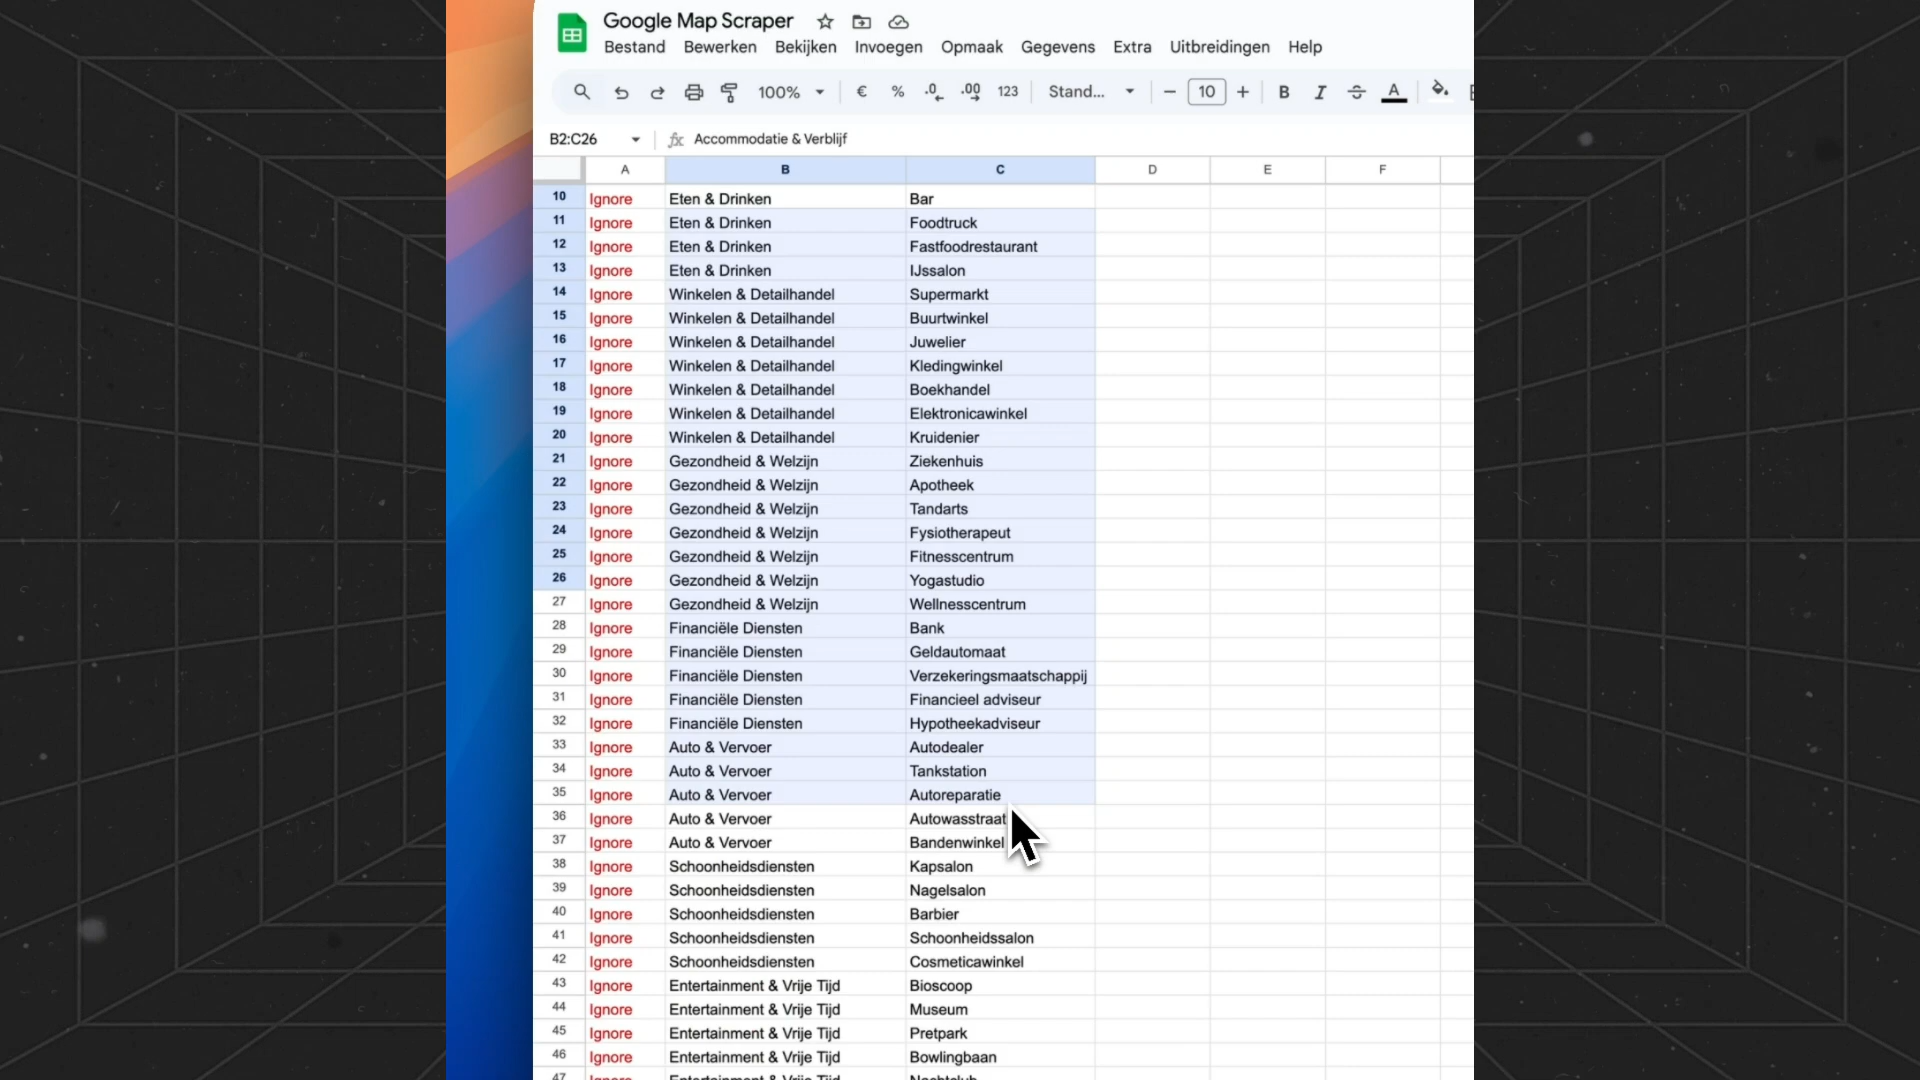 Google Map Scraper
Bestand Bewerken Bekijken Invoegen Opmaak Gegevens Extra Uitbreidingen Help
100% € % .0 .00 123 Stand... − 10 + B I A
B2:C26 fx Accommodatie & Verblijf
A B C D E F
10 Ignore Eten & Drinken Bar
11 Ignore Eten & Drinken Foodtruck
12 Ignore Eten & Drinken Fastfoodrestaurant
13 Ignore Eten & Drinken IJssalon
14 Ignore Winkelen & Detailhandel Supermarkt
15 Ignore Winkelen & Detailhandel Buurtwinkel
16 Ignore Winkelen & Detailhandel Juwelier
17 Ignore Winkelen & Detailhandel Kledingwinkel
18 Ignore Winkelen & Detailhandel Boekhandel
19 Ignore Winkelen & Detailhandel Elektronicawinkel
20 Ignore Winkelen & Detailhandel Kruidenier
21 Ignore Gezondheid & Welzijn Ziekenhuis
22 Ignore Gezondheid & Welzijn Apotheek
23 Ignore Gezondheid & Welzijn Tandarts
24 Ignore Gezondheid & Welzijn Fysiotherapeut
25 Ignore Gezondheid & Welzijn Fitnesscentrum
26 Ignore Gezondheid & Welzijn Yogastudio
27 Ignore Gezondheid & Welzijn Wellnesscentrum
28 Ignore Financiële Diensten Bank
29 Ignore Financiële Diensten Geldautomaat
30 Ignore Financiële Diensten Verzekeringsmaatschappij
31 Ignore Financiële Diensten Financieel adviseur
32 Ignore Financiële Diensten Hypotheekadviseur
33 Ignore Auto & Vervoer Autodealer
34 Ignore Auto & Vervoer Tankstation
35 Ignore Auto & Vervoer Autoreparatie
36 Ignore Auto & Vervoer Autowasstraat
37 Ignore Auto & Vervoer Bandenwinkel
38 Ignore Schoonheidsdiensten Kapsalon
39 Ignore Schoonheidsdiensten Nagelsalon
40 Ignore Schoonheidsdiensten Barbier
41 Ignore Schoonheidsdiensten Schoonheidssalon
42 Ignore Schoonheidsdiensten Cosmeticawinkel
43 Ignore Entertainment & Vrije Tijd Bioscoop
44 Ignore Entertainment & Vrije Tijd Museum
45 Ignore Entertainment & Vrije Tijd Pretpark
46 Ignore Entertainment & Vrije Tijd Bowlingbaan
47 Ignore Entertainment & Vrije Tijd Nachtclub